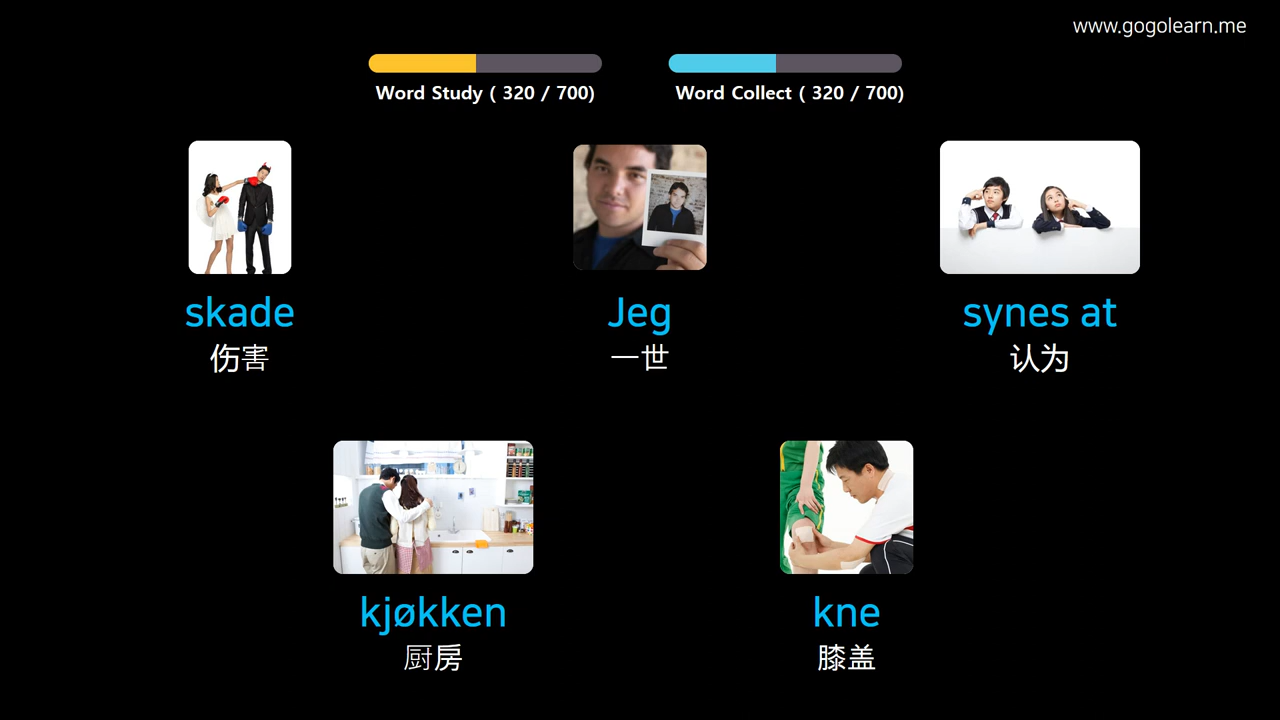 www.gogolearn.me
Word Study ( 320 / 700)
Word Collect ( 320 / 700)
skade
伤害
Jeg
一世
synes at
认为
kjøkken
厨房
kne
膝盖